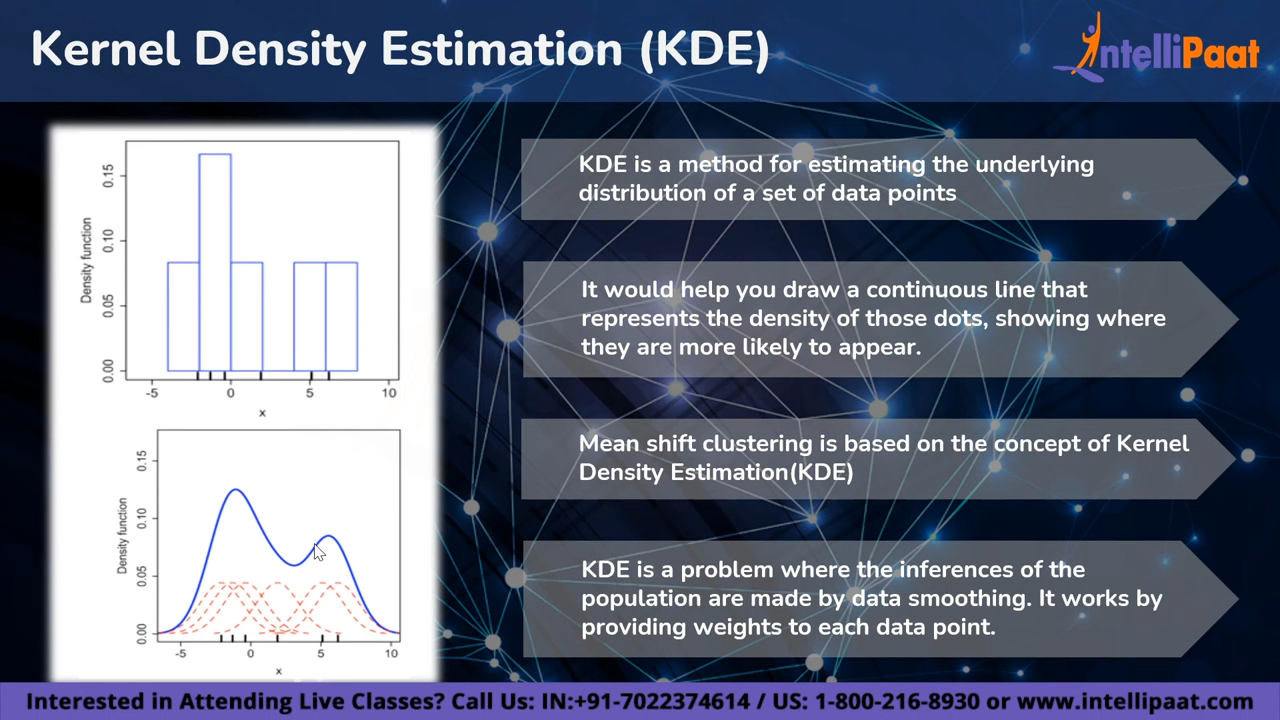 Kernel Density Estimation (KDE)
IntelliPaat
0.15
0.10
0.05
0.00
Density function
-5
0
5
10
x
0.15
0.10
0.05
0.00
Density function
-5
0
5
10
x
KDE is a method for estimating the underlying
distribution of a set of data points
It would help you draw a continuous line that
represents the density of those dots, showing where
they are more likely to appear.
Mean shift clustering is based on the concept of Kernel
Density Estimation(KDE)
KDE is a problem where the inferences of the
population are made by data smoothing. It works by
providing weights to each data point.
Interested in Attending Live Classes? Call Us: IN:+91-7022374614 / US: 1-800-216-8930 or www.intellipaat.com